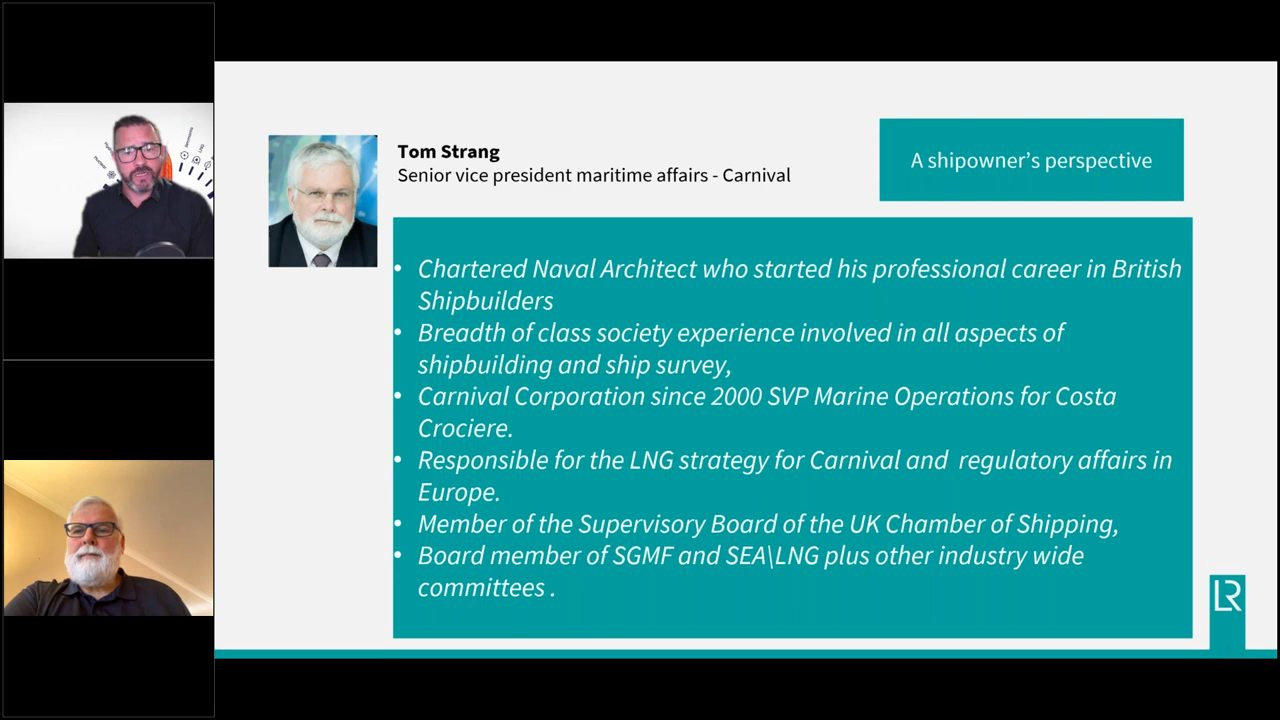 Tom Strang
Senior vice president maritime affairs - Carnival
A shipowner’s perspective
• Chartered Naval Architect who started his professional career in British
Shipbuilders
• Breadth of class society experience involved in all aspects of
shipbuilding and ship survey,
• Carnival Corporation since 2000 SVP Marine Operations for Costa
Crociere.
• Responsible for the LNG strategy for Carnival and  regulatory affairs in
Europe.
• Member of the Supervisory Board of the UK Chamber of Shipping,
• Board member of SGMF and SEA\LNG plus other industry wide
committees .
LR
LNG